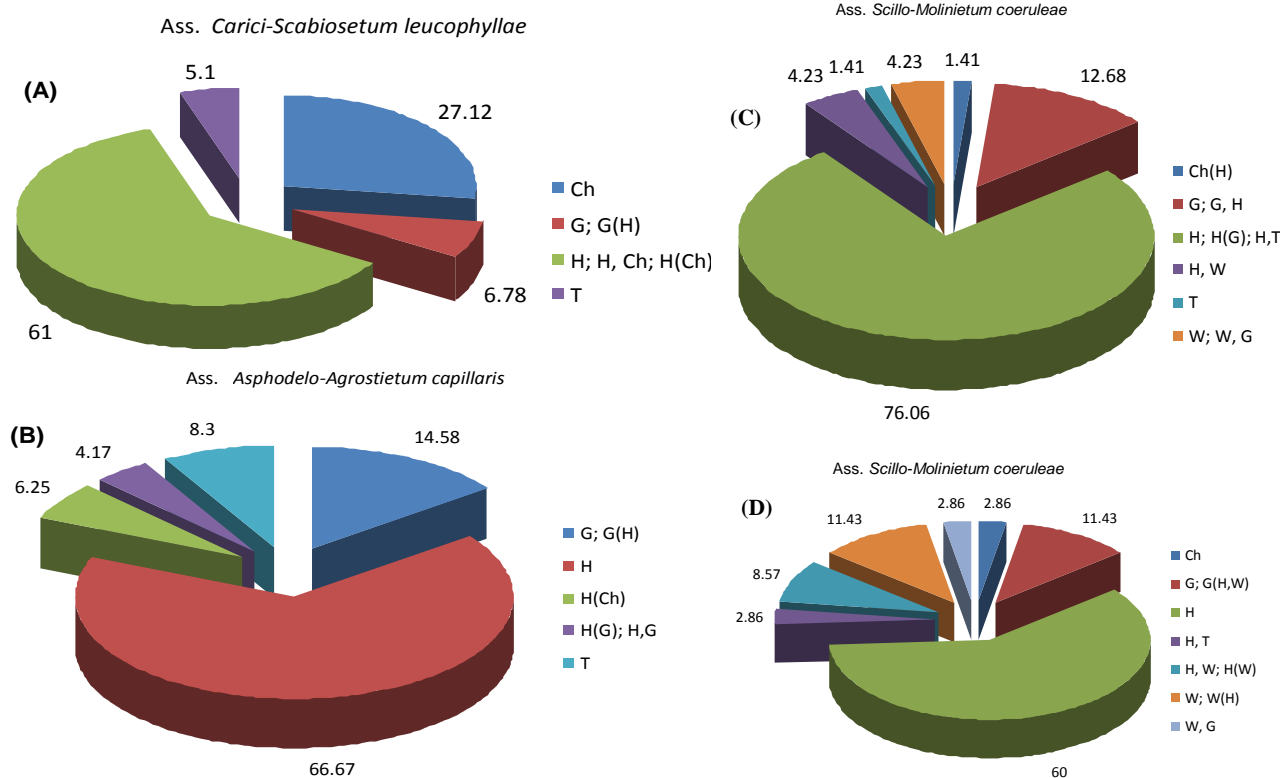 Ass. Carici-Scabiosetum leucophyllae
(A)
5.1
27.12
6.78
61
Ch
G; G(H)
H; H, Ch; H(Ch)
T
Ass. Asphodelo-Agrostietum capillaris
(B)
8.3
14.58
4.17
6.25
66.67
G; G(H)
H
H(Ch)
H(G); H,G
T
Ass. Scillo-Molinietum coeruleae
(C)
4.23
1.41
4.23
1.41
12.68
76.06
Ch(H)
G; G, H
H; H(G); H,T
H, W
T
W; W, G
Ass. Scillo-Molinietum coeruleae
(D)
2.86
2.86
11.43
11.43
8.57
2.86
60
Ch
G; G(H,W)
H
H, T
H, W; H(W)
W; W(H)
W, G